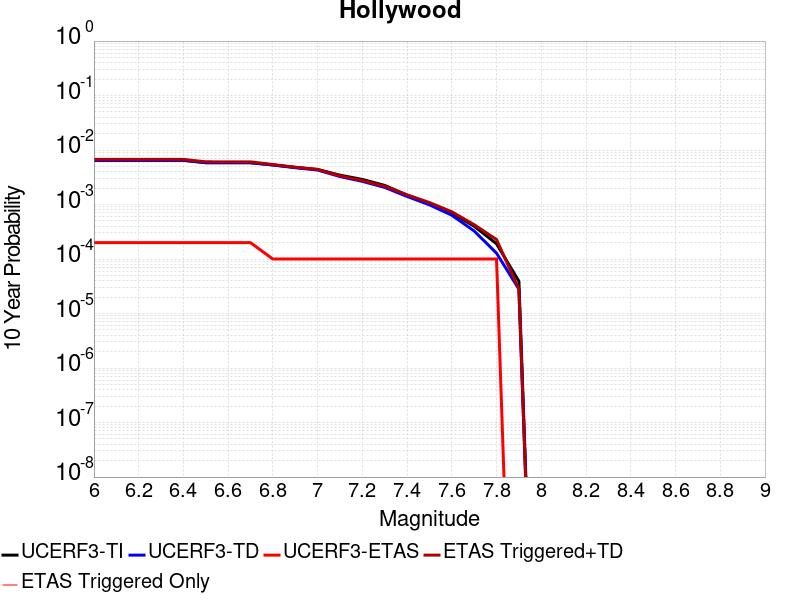 Hollywood
10^0
10^-1
10^-2
10^-3
10^-4
10^-5
10^-6
10^-7
10^-8
10 Year Probability
6 6.2 6.4 6.6 6.8 7 7.2 7.4 7.6 7.8 8 8.2 8.4 8.6 8.8 9
Magnitude
UCERF3-TI UCERF3-TD UCERF3-ETAS ETAS Triggered+TD
ETAS Triggered Only